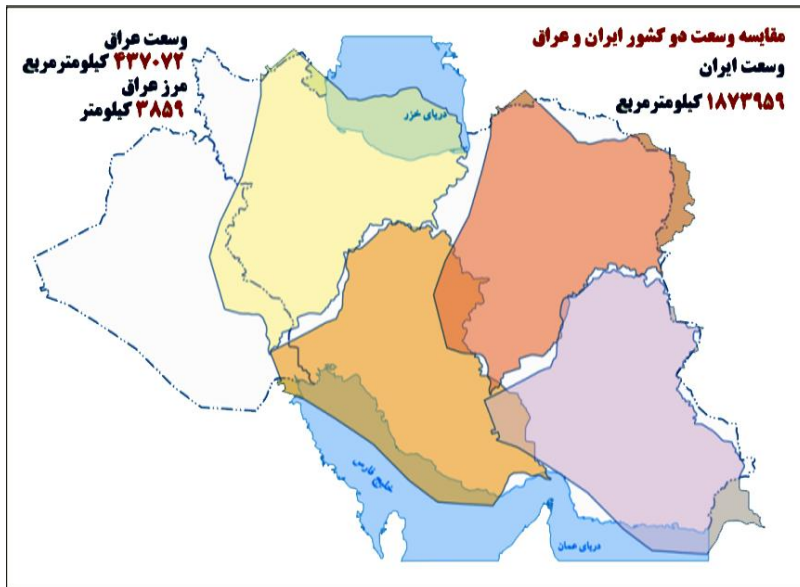 مقایسه وسعت دو کشور ایران و عراق
وسعت ایران
۱۸۷۳۹۵۹ کیلومترمربع
وسعت عراق
۴۳۷۰۷۲ کیلومترمربع
مرز عراق
۳۸۵۹ کیلومتر
دریای خزر
خلیج فارس
دریای عمان